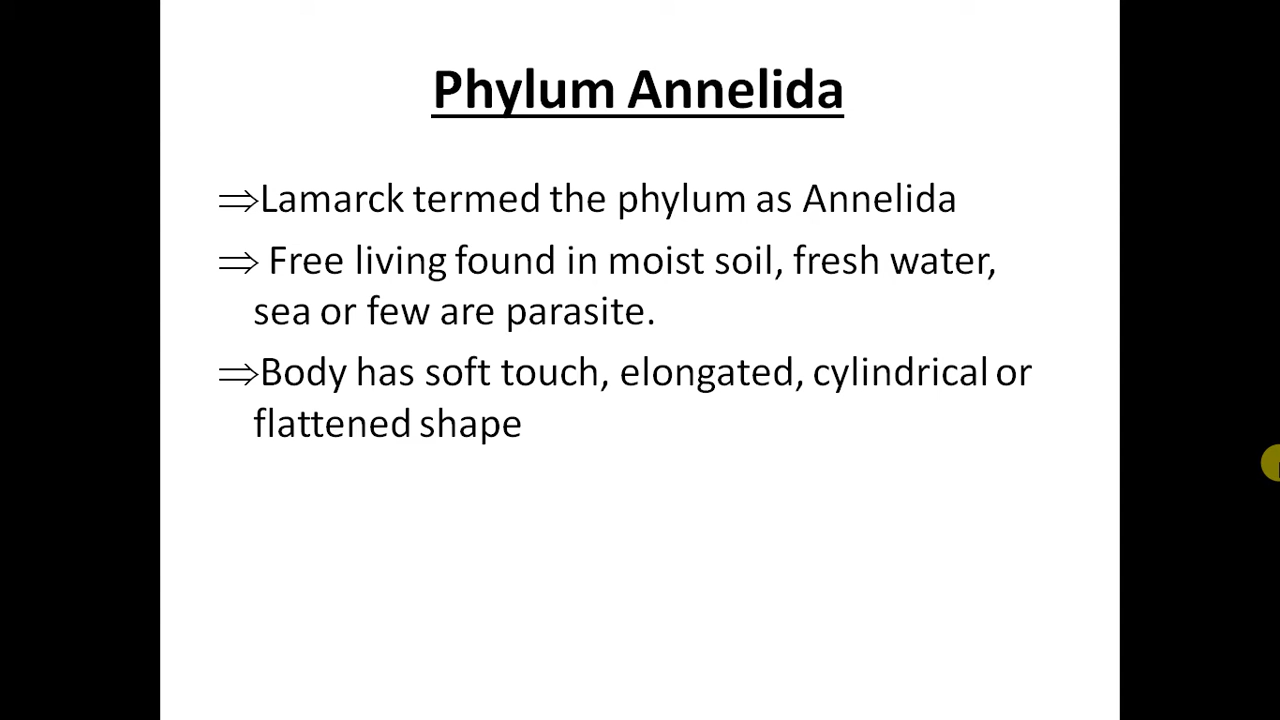 Phylum Annelida
⇒Lamarck termed the phylum as Annelida
⇒ Free living found in moist soil, fresh water,
sea or few are parasite.
⇒Body has soft touch, elongated, cylindrical or
flattened shape